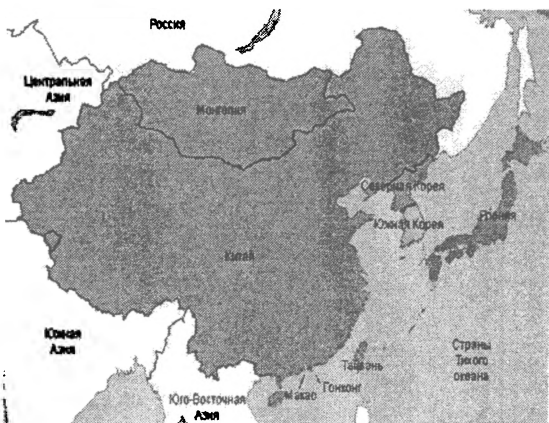 Россия
Центральная
Азия
Монголия
Северная Корея
Южная Корея
Япония
Китай
Южная
Азия
Тайвань
Страны
Тихого
океана
Гонконг
Макао
Юго-Восточная
Азия